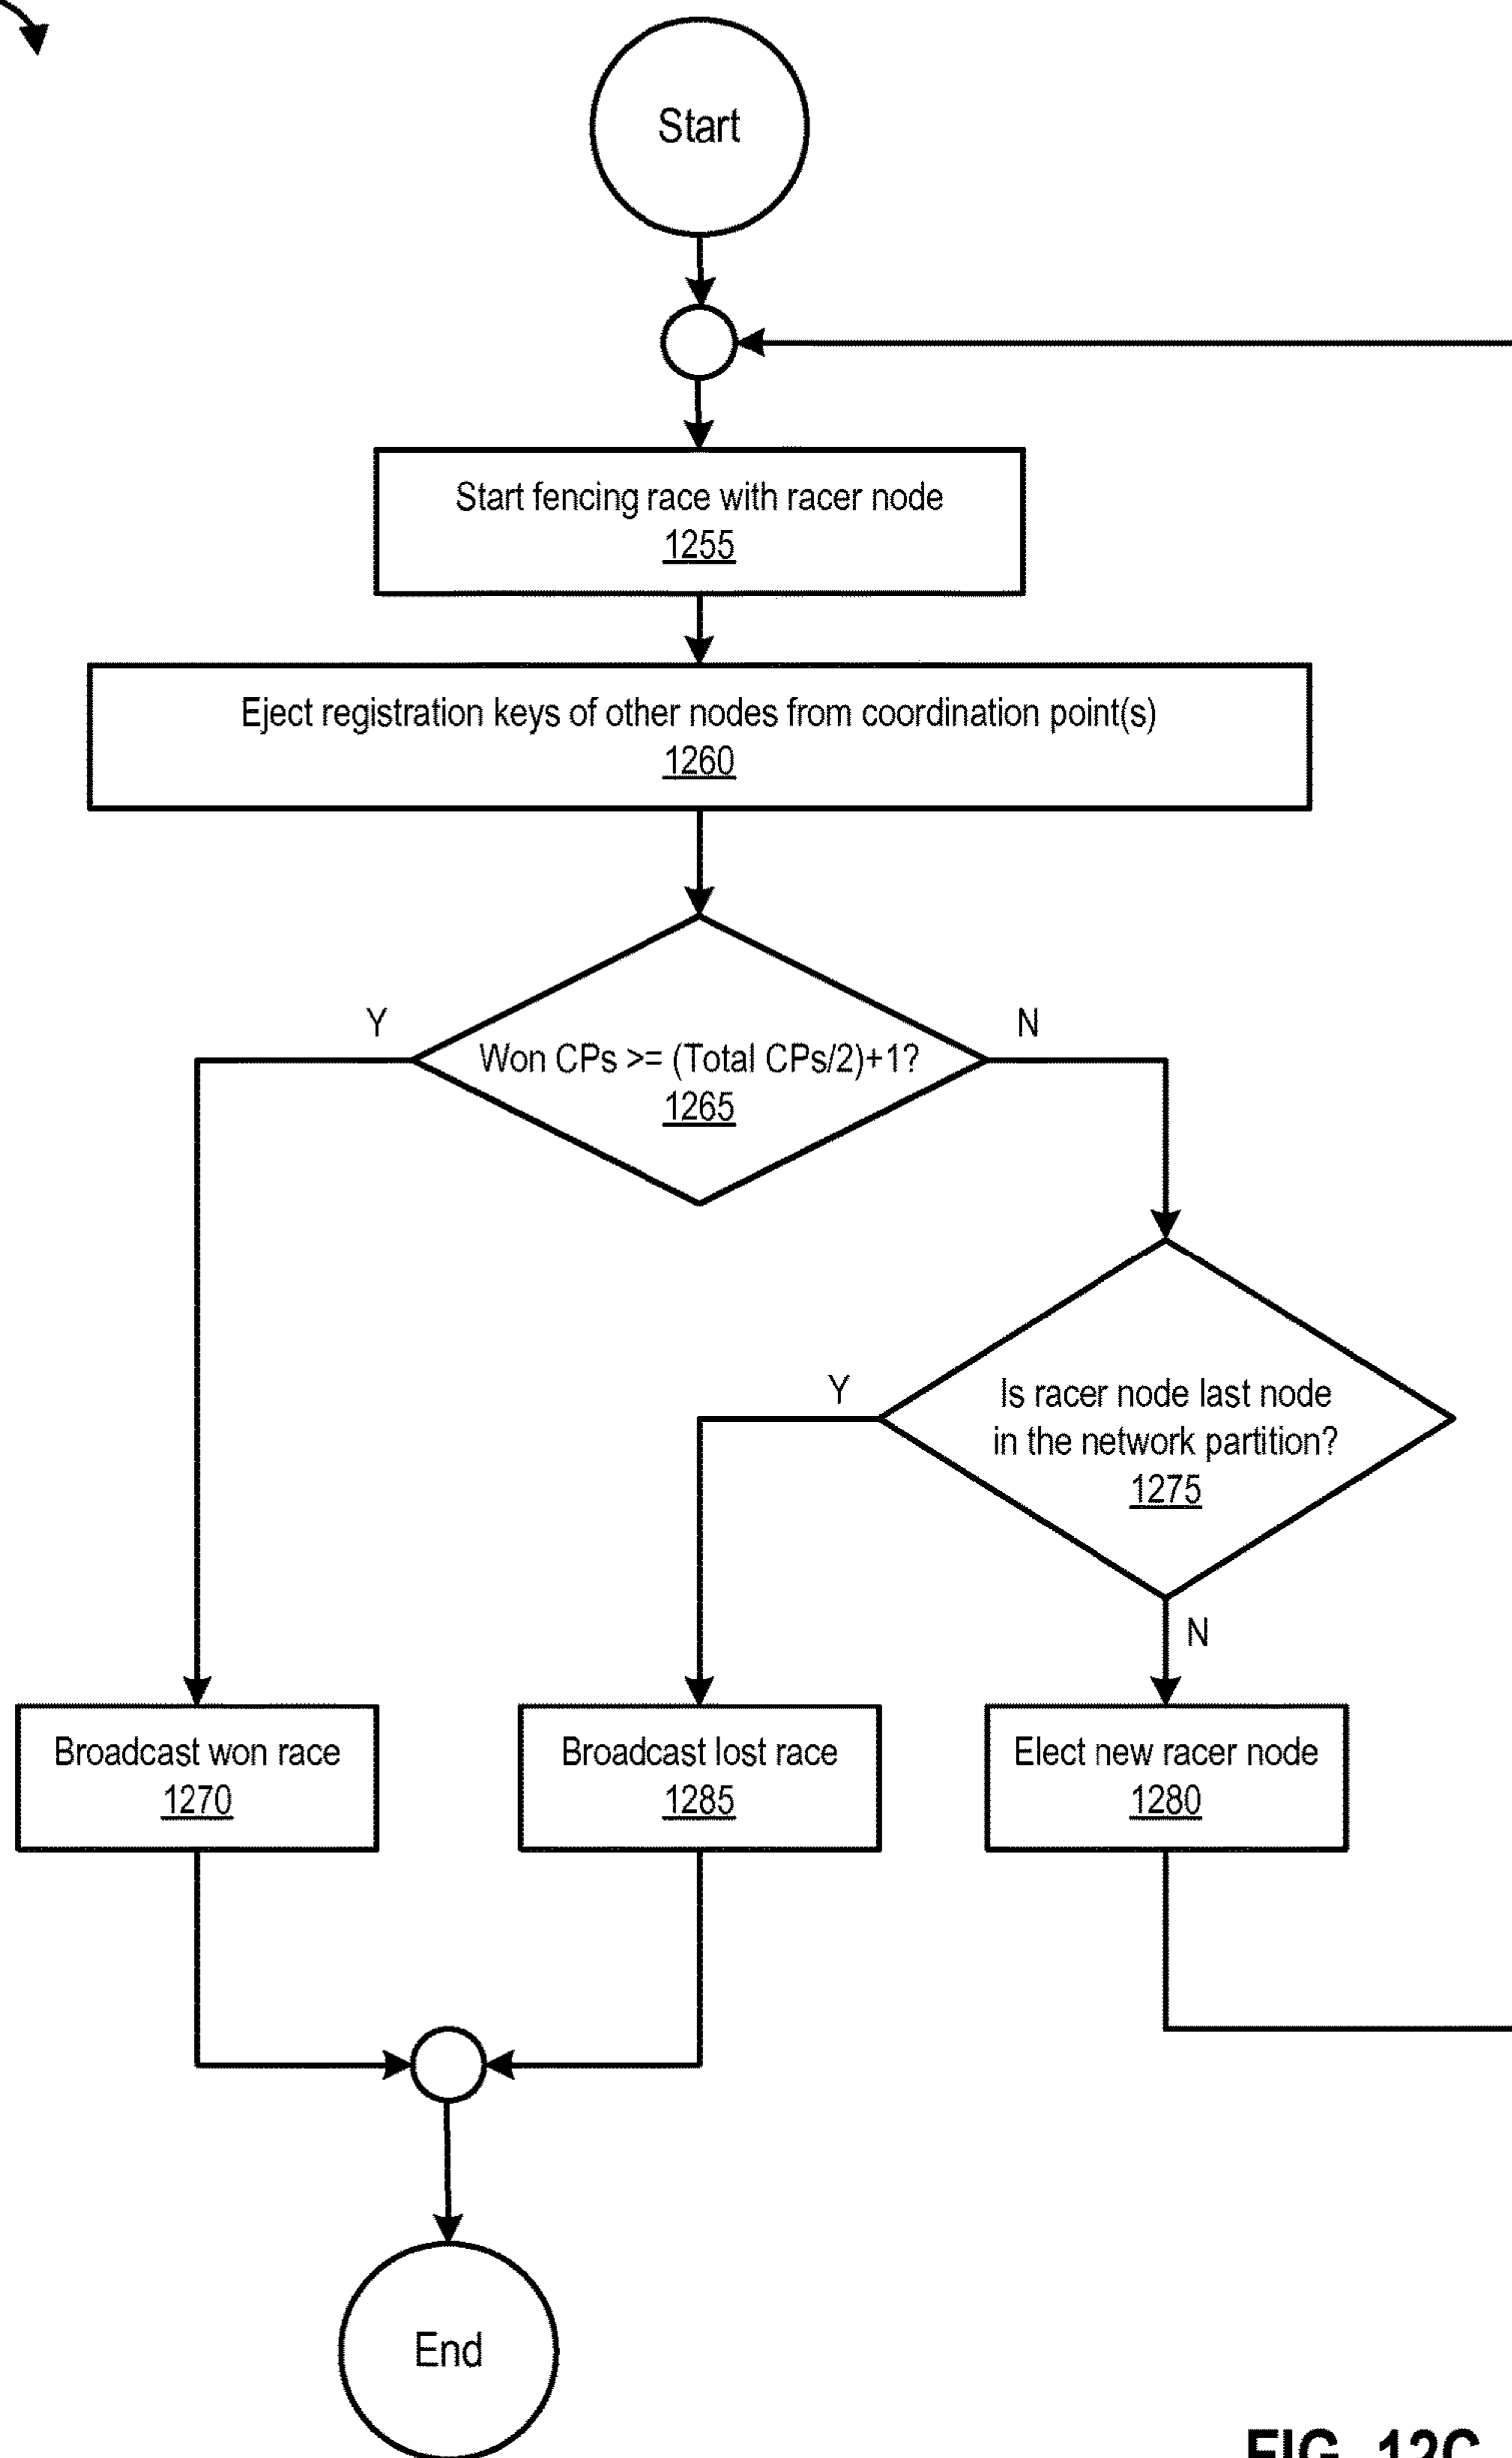 Start
Start fencing race with racer node
1255
Eject registration keys of other nodes from coordination point(s)
1260
Y
N
Won CPs >= (Total CPs/2)+1?
1265
Y
Is racer node last node
in the network partition?
1275
N
Broadcast won race
1270
Broadcast lost race
1285
Elect new racer node
1280
End
FIG. 12C